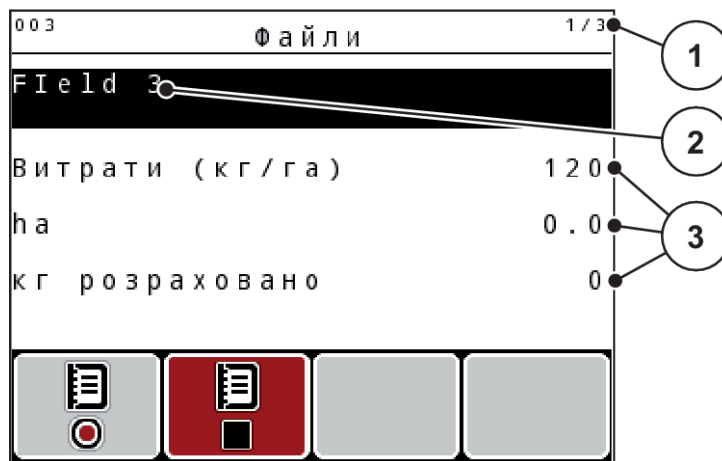 003 Файли 1/3
1
FIeld 3
2
Витрати (кг/га) 120
ha 0.0
3
кг розраховано 0